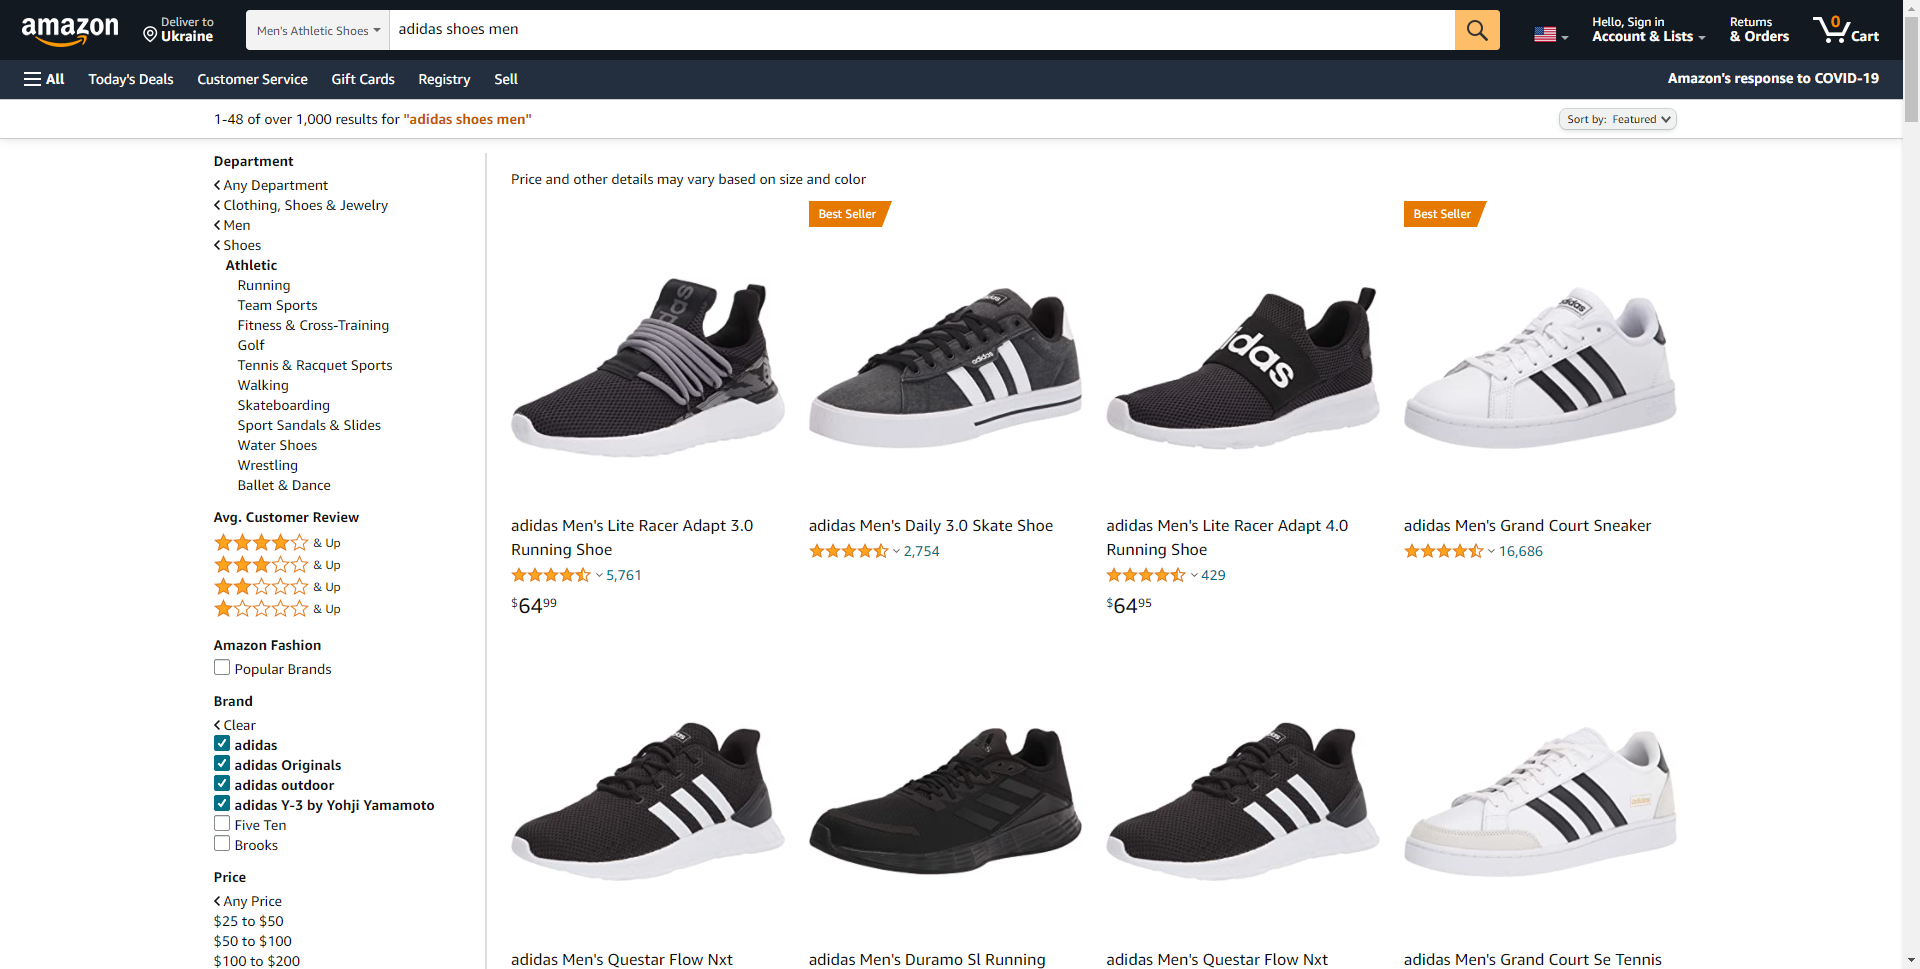 amazon
Deliver to
Ukraine
Men's Athletic Shoes
adidas shoes men
Hello, Sign in
Account & Lists
Returns
& Orders
0
Cart
All
Today's Deals
Customer Service
Gift Cards
Registry
Sell
Amazon's response to COVID-19
1-48 of over 1,000 results for "adidas shoes men"
Sort by: Featured
Department
Any Department
Clothing, Shoes & Jewelry
Men
Shoes
Athletic
Running
Team Sports
Fitness & Cross-Training
Golf
Tennis & Racquet Sports
Walking
Skateboarding
Sport Sandals & Slides
Water Shoes
Wrestling
Ballet & Dance
Avg. Customer Review
& Up
& Up
& Up
& Up
Amazon Fashion
Popular Brands
Brand
Clear
adidas
adidas Originals
adidas outdoor
adidas Y-3 by Yohji Yamamoto
Five Ten
Brooks
Price
Any Price
$25 to $50
$50 to $100
$100 to $200
Price and other details may vary based on size and color
Best Seller
Best Seller
adidas Men's Lite Racer Adapt 3.0
Running Shoe
5,761
$64 99
adidas Men's Daily 3.0 Skate Shoe
2,754
adidas Men's Lite Racer Adapt 4.0
Running Shoe
429
$64 95
adidas Men's Grand Court Sneaker
16,686
adidas Men's Questar Flow Nxt
adidas Men's Duramo Sl Running
adidas Men's Questar Flow Nxt
adidas Men's Grand Court Se Tennis